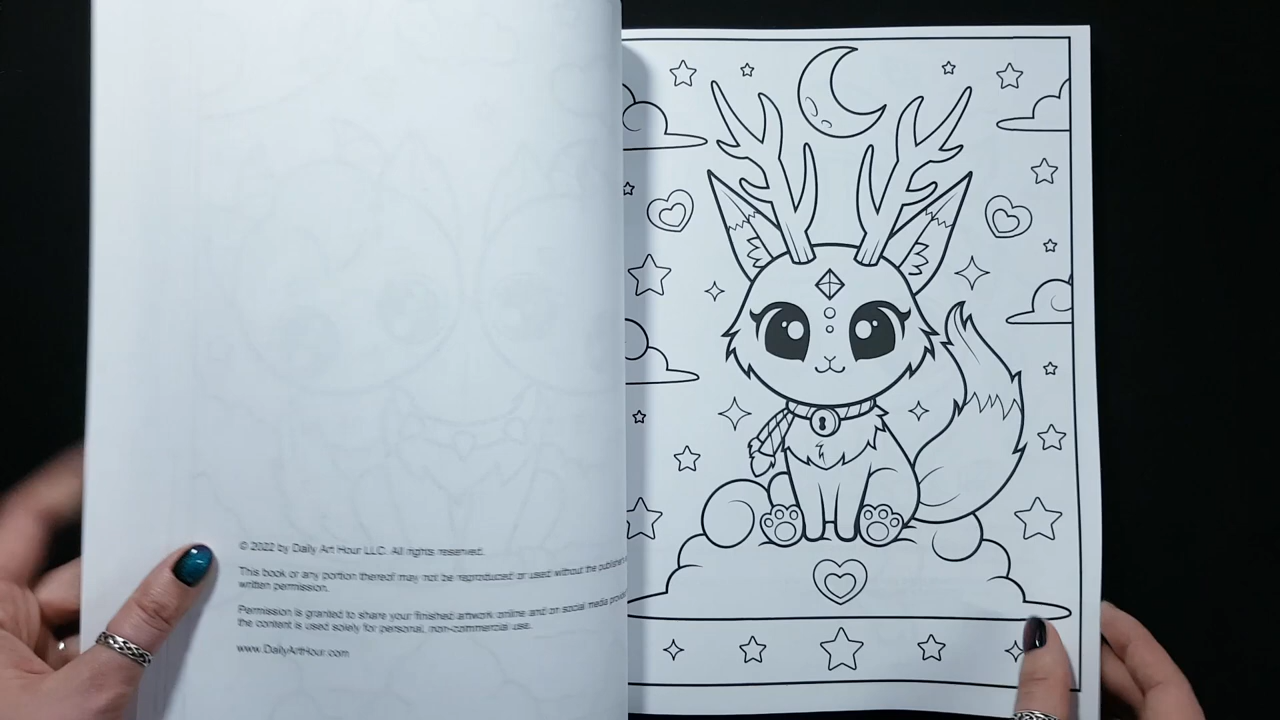 © 2022 by Daily Art Hour LLC. All rights reserved.
This book or any portion thereof may not be reproduced or used without the publisher's
written permission.
Permission is granted to share your finished artwork online and on social media provided
the content is used solely for personal, non-commercial use.
www.DailyArtHour.com